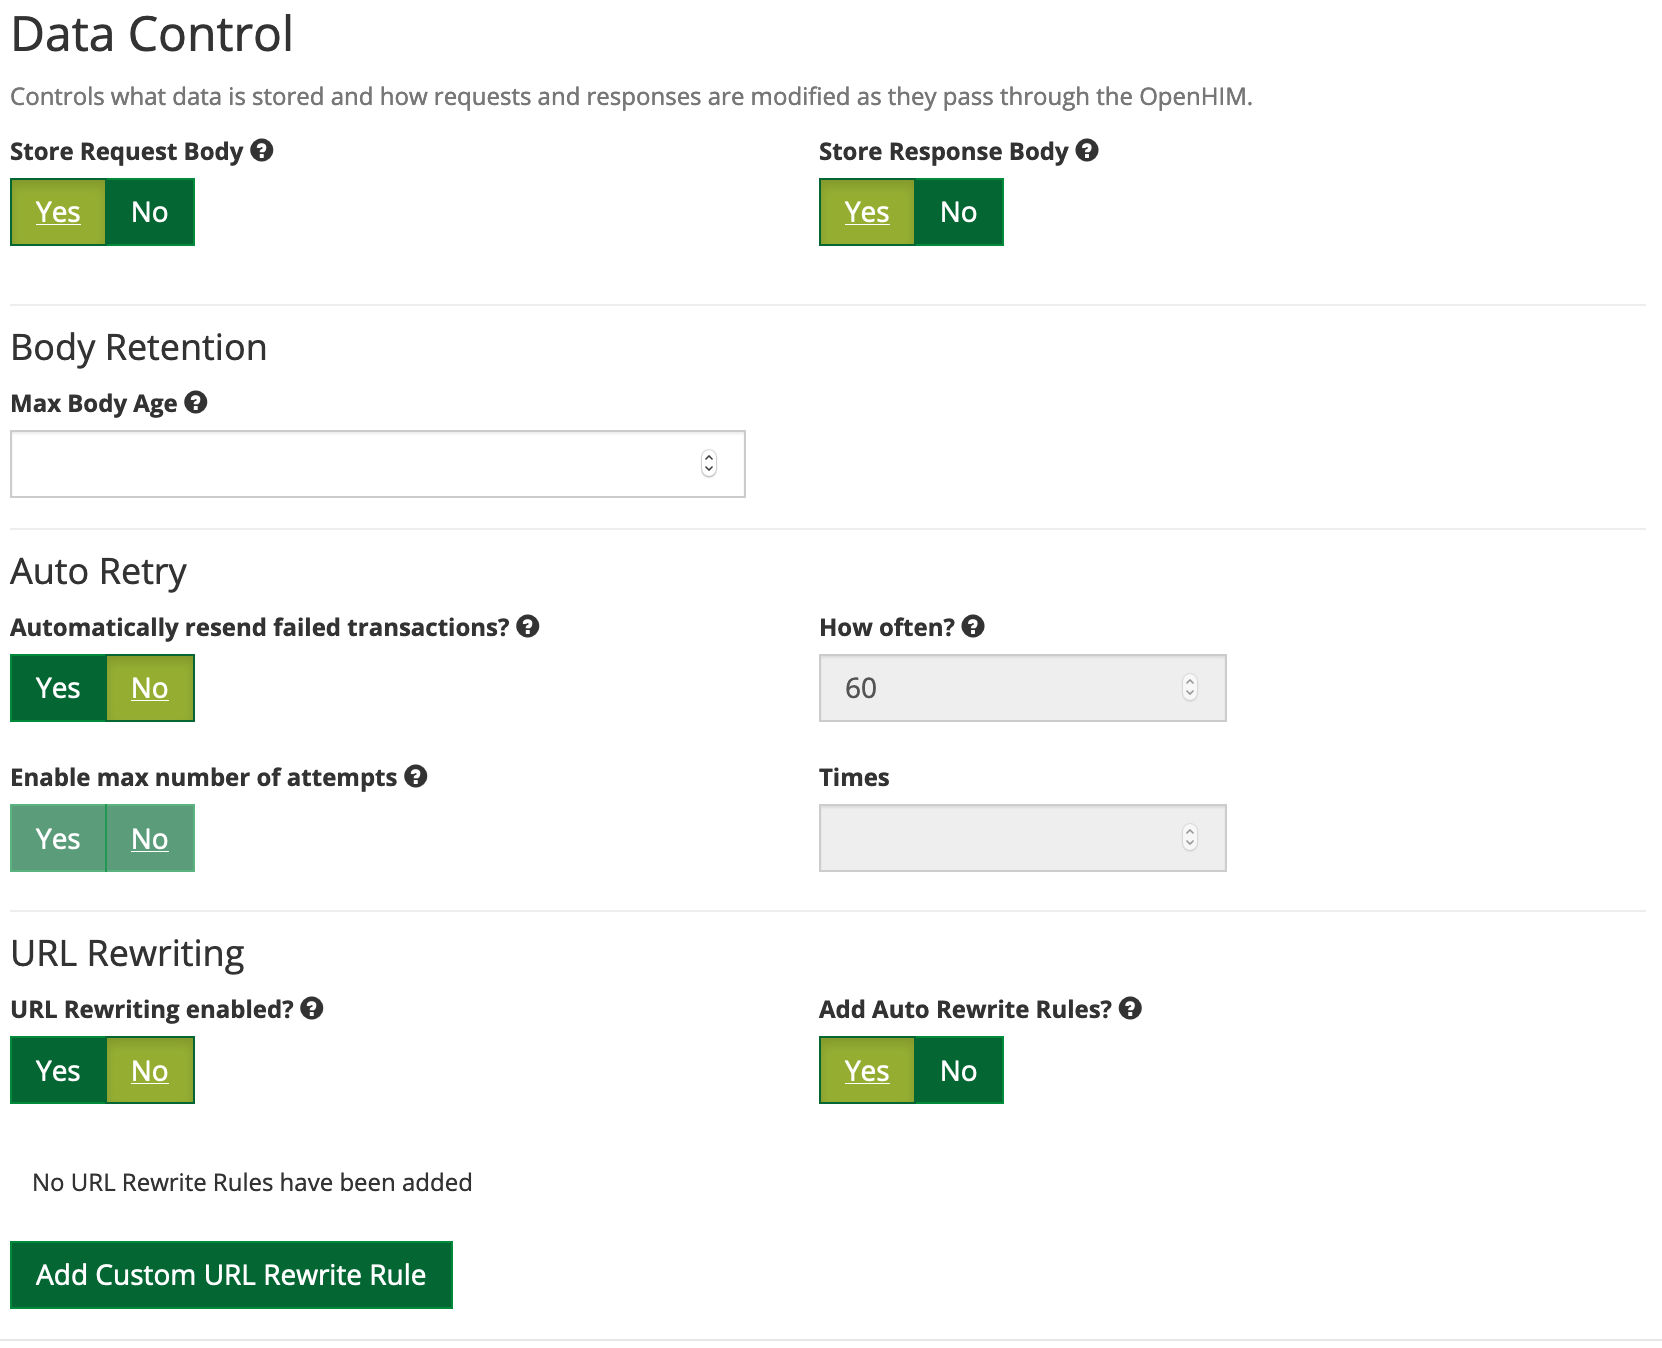 Data Control
Controls what data is stored and how requests and responses are modified as they pass through the OpenHIM.
Store Request Body
Yes No
Store Response Body
Yes No
Body Retention
Max Body Age
Auto Retry
Automatically resend failed transactions?
Yes No
How often?
60
Enable max number of attempts
Yes No
Times
URL Rewriting
URL Rewriting enabled?
Yes No
Add Auto Rewrite Rules?
Yes No
No URL Rewrite Rules have been added
Add Custom URL Rewrite Rule